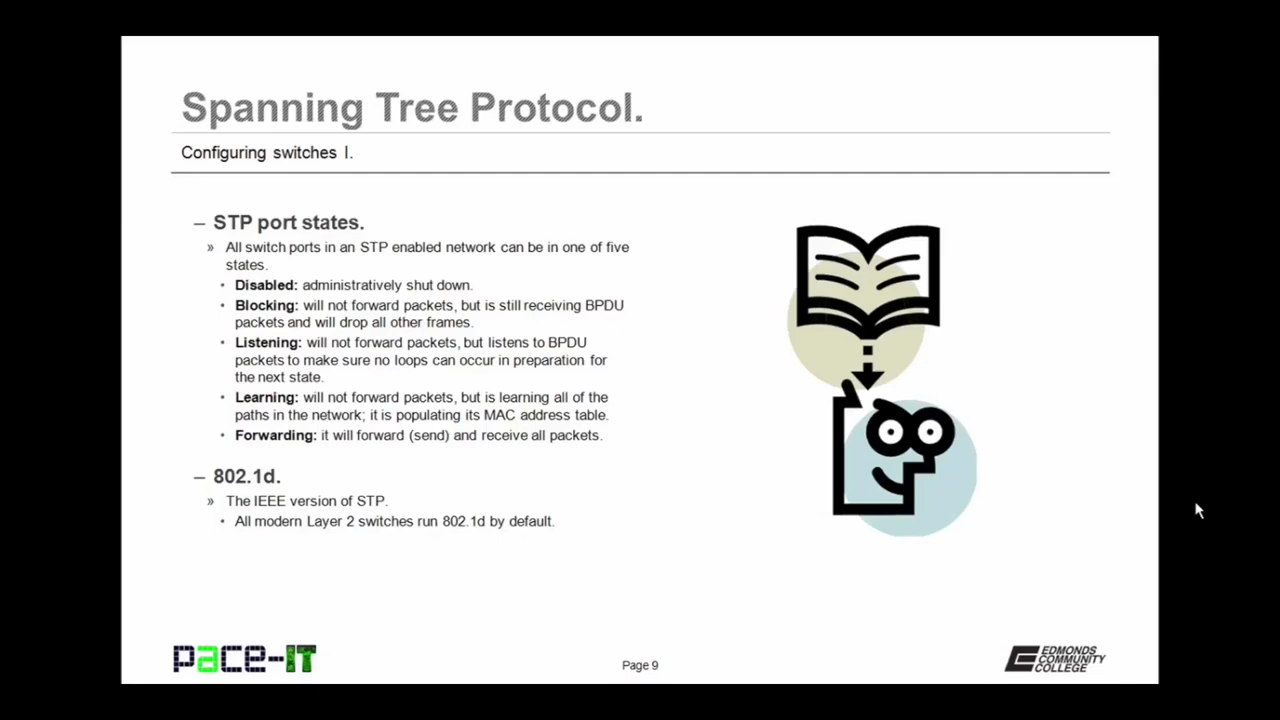 Spanning Tree Protocol.
Configuring switches I.
– STP port states.
» All switch ports in an STP enabled network can be in one of five
states.
• Disabled: administratively shut down.
• Blocking: will not forward packets, but is still receiving BPDU
packets and will drop all other frames.
• Listening: will not forward packets, but listens to BPDU
packets to make sure no loops can occur in preparation for
the next state.
• Learning: will not forward packets, but is learning all of the
paths in the network; it is populating its MAC address table.
• Forwarding: it will forward (send) and receive all packets.
– 802.1d.
» The IEEE version of STP.
• All modern Layer 2 switches run 802.1d by default.
pace-IT
Page 9
EDMONDS
COMMUNITY
COLLEGE